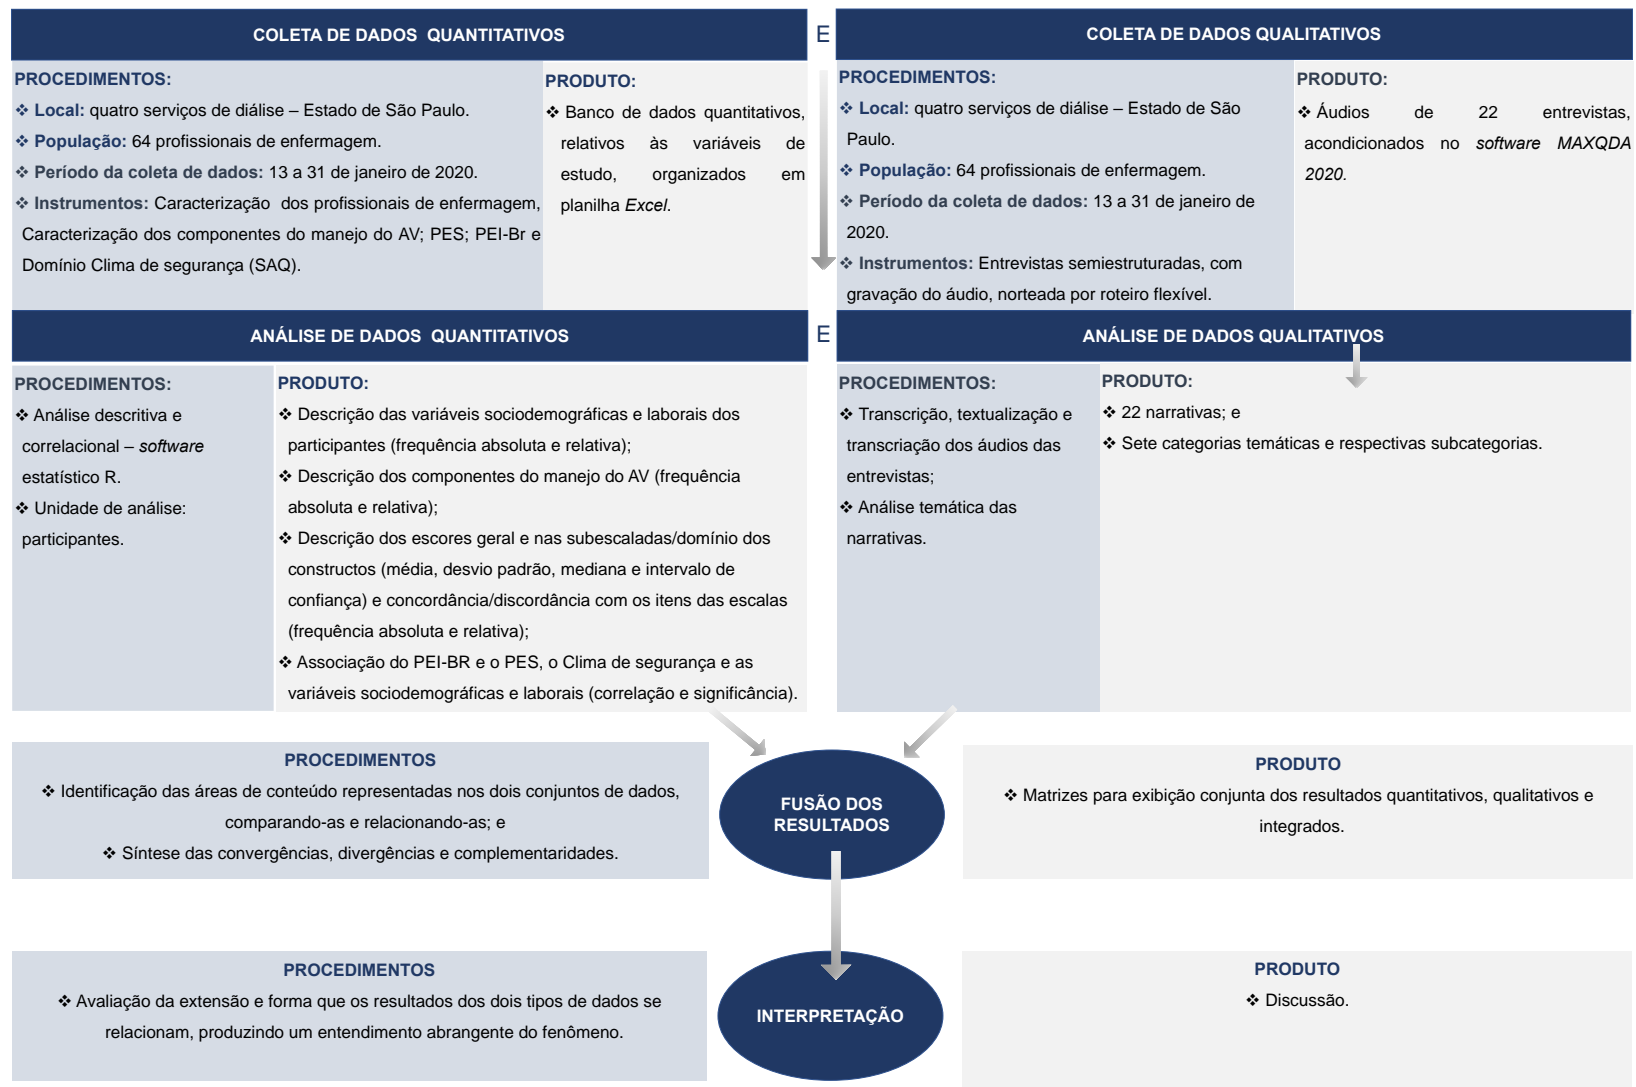 COLETA DE DADOS QUANTITATIVOS
E
COLETA DE DADOS QUALITATIVOS
PROCEDIMENTOS:
❖ Local: quatro serviços de diálise – Estado de São Paulo.
❖ População: 64 profissionais de enfermagem.
❖ Período da coleta de dados: 13 a 31 de janeiro de 2020.
❖ Instrumentos: Caracterização dos profissionais de enfermagem,
Caracterização dos componentes do manejo do AV; PES; PEI-Br e
Domínio Clima de segurança (SAQ).
PRODUTO:
❖ Banco de dados quantitativos,
relativos às variáveis de
estudo, organizados em
planilha Excel.
PROCEDIMENTOS:
❖ Local: quatro serviços de diálise – Estado de São
Paulo.
❖ População: 64 profissionais de enfermagem.
❖ Período da coleta de dados: 13 a 31 de janeiro de
2020.
❖ Instrumentos: Entrevistas semiestruturadas, com
gravação do áudio, norteada por roteiro flexível.
PRODUTO:
❖ Áudios de 22 entrevistas,
acondicionados no software MAXQDA
2020.
ANÁLISE DE DADOS QUANTITATIVOS
E
ANÁLISE DE DADOS QUALITATIVOS
PROCEDIMENTOS:
❖ Análise descritiva e
correlacional – software
estatístico R.
❖ Unidade de análise:
participantes.
PRODUTO:
❖ Descrição das variáveis sociodemográficas e laborais dos
participantes (frequência absoluta e relativa);
❖ Descrição dos componentes do manejo do AV (frequência
absoluta e relativa);
❖ Descrição dos escores geral e nas subescaladas/domínio dos
constructos (média, desvio padrão, mediana e intervalo de
confiança) e concordância/discordância com os itens das escalas
(frequência absoluta e relativa);
❖ Associação do PEI-BR e o PES, o Clima de segurança e as
variáveis sociodemográficas e laborais (correlação e significância).
PROCEDIMENTOS:
❖ Transcrição, textualização e
transcriação dos áudios das
entrevistas;
❖ Análise temática das
narrativas.
PRODUTO:
❖ 22 narrativas; e
❖ Sete categorias temáticas e respectivas subcategorias.
PROCEDIMENTOS
❖ Identificação das áreas de conteúdo representadas nos dois conjuntos de dados,
comparando-as e relacionando-as; e
❖ Síntese das convergências, divergências e complementaridades.
FUSÃO DOS
RESULTADOS
PRODUTO
❖ Matrizes para exibição conjunta dos resultados quantitativos, qualitativos e
integrados.
PROCEDIMENTOS
❖ Avaliação da extensão e forma que os resultados dos dois tipos de dados se
relacionam, produzindo um entendimento abrangente do fenômeno.
INTERPRETAÇÃO
PRODUTO
❖ Discussão.